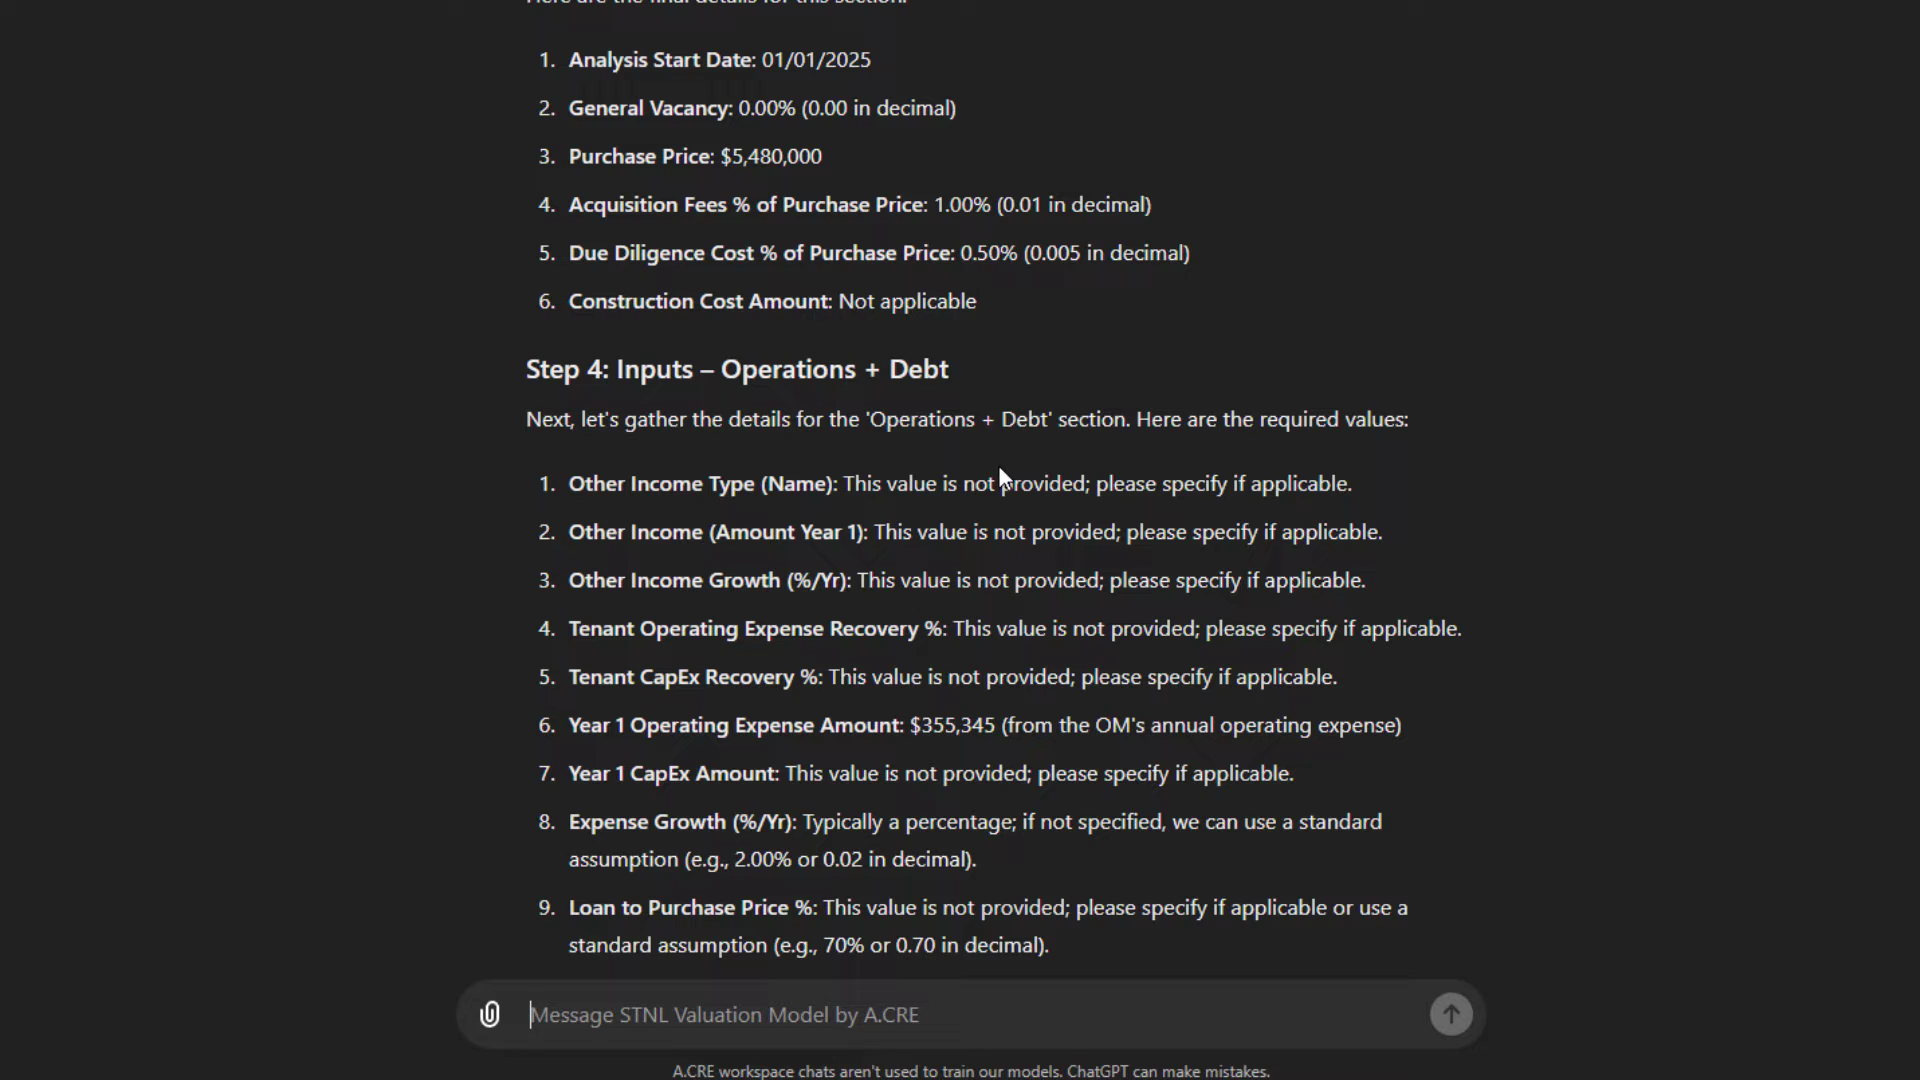 Here are the final details for this section:
1. Analysis Start Date: 01/01/2025
2. General Vacancy: 0.00% (0.00 in decimal)
3. Purchase Price: $5,480,000
4. Acquisition Fees % of Purchase Price: 1.00% (0.01 in decimal)
5. Due Diligence Cost % of Purchase Price: 0.50% (0.005 in decimal)
6. Construction Cost Amount: Not applicable
Step 4: Inputs – Operations + Debt
Next, let's gather the details for the 'Operations + Debt' section. Here are the required values:
1. Other Income Type (Name): This value is not provided; please specify if applicable.
2. Other Income (Amount Year 1): This value is not provided; please specify if applicable.
3. Other Income Growth (%/Yr): This value is not provided; please specify if applicable.
4. Tenant Operating Expense Recovery %: This value is not provided; please specify if applicable.
5. Tenant CapEx Recovery %: This value is not provided; please specify if applicable.
6. Year 1 Operating Expense Amount: $355,345 (from the OM's annual operating expense)
7. Year 1 CapEx Amount: This value is not provided; please specify if applicable.
8. Expense Growth (%/Yr): Typically a percentage; if not specified, we can use a standard
assumption (e.g., 2.00% or 0.02 in decimal).
9. Loan to Purchase Price %: This value is not provided; please specify if applicable or use a
standard assumption (e.g., 70% or 0.70 in decimal).
Message STNL Valuation Model by A.CRE
A.CRE workspace chats aren't used to train our models. ChatGPT can make mistakes.